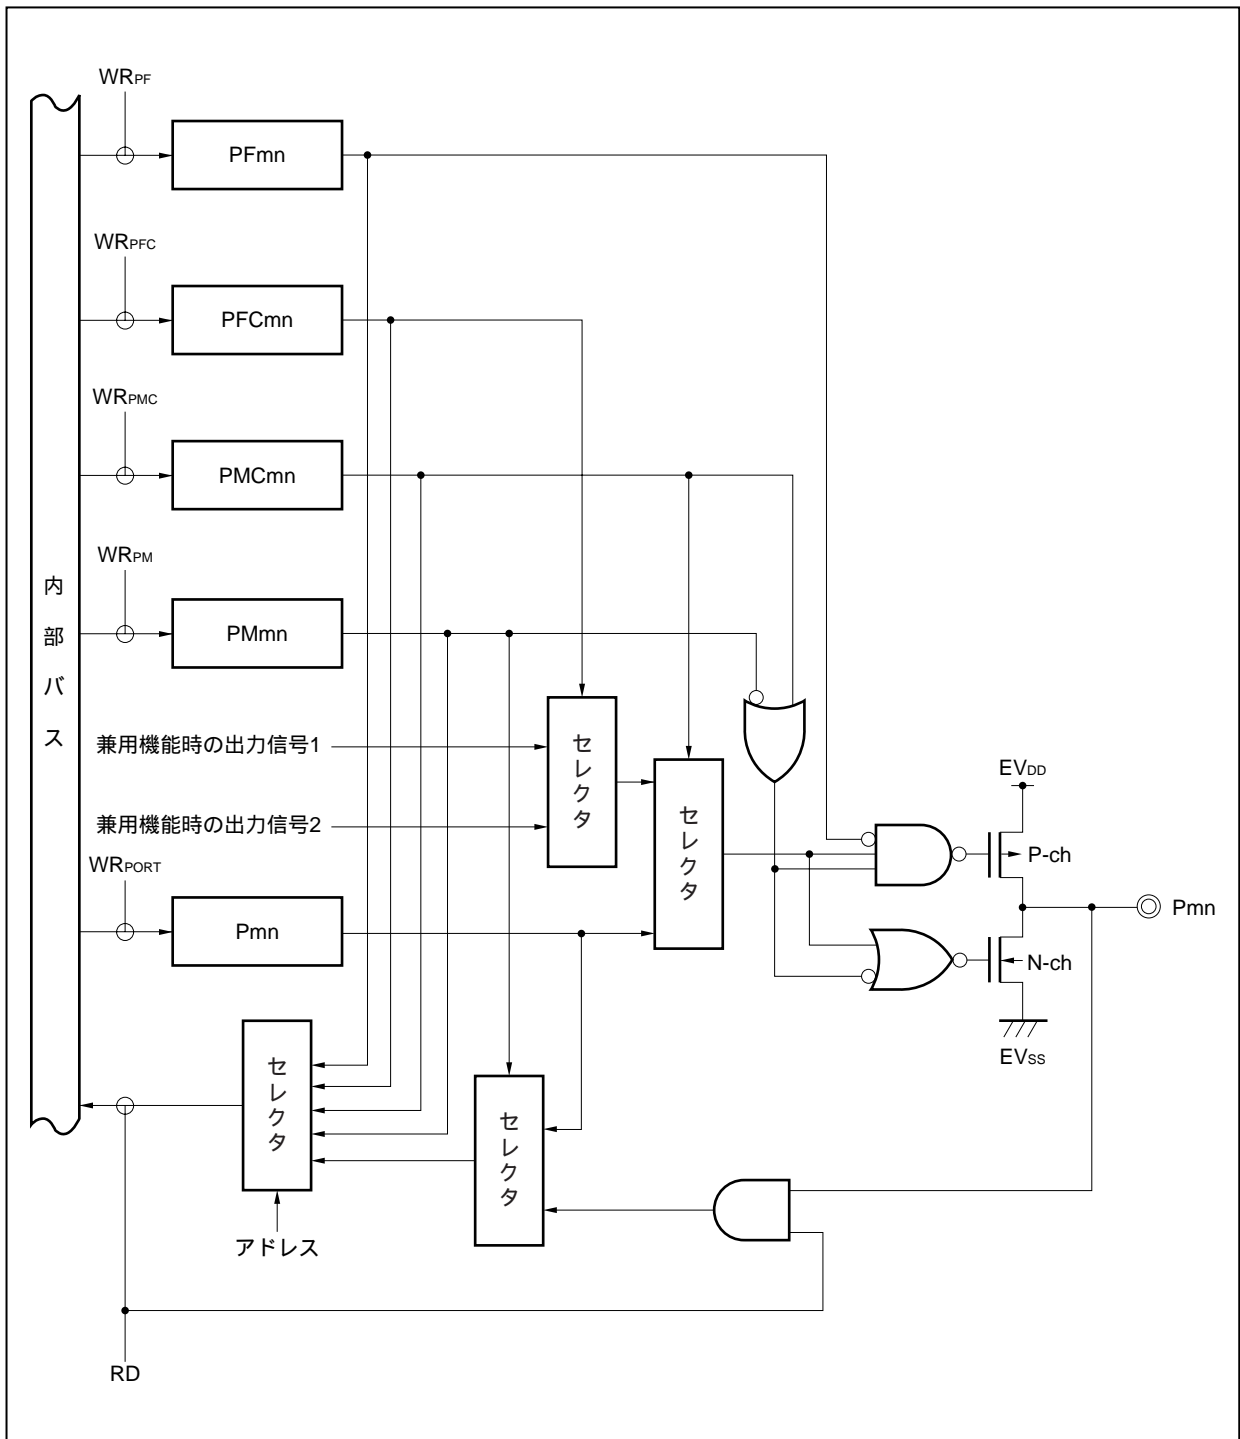 WRPF
PFmn
WRPFC
PFCmn
WRPMC
PMCmn
WRPM
PMmn
内部バス
兼用機能時の出力信号1
セレクタ
兼用機能時の出力信号2
セレクタ
EVDD
P-ch
WRPORT
Pmn
Pmn
N-ch
EVSS
セレクタ
セレクタ
アドレス
RD